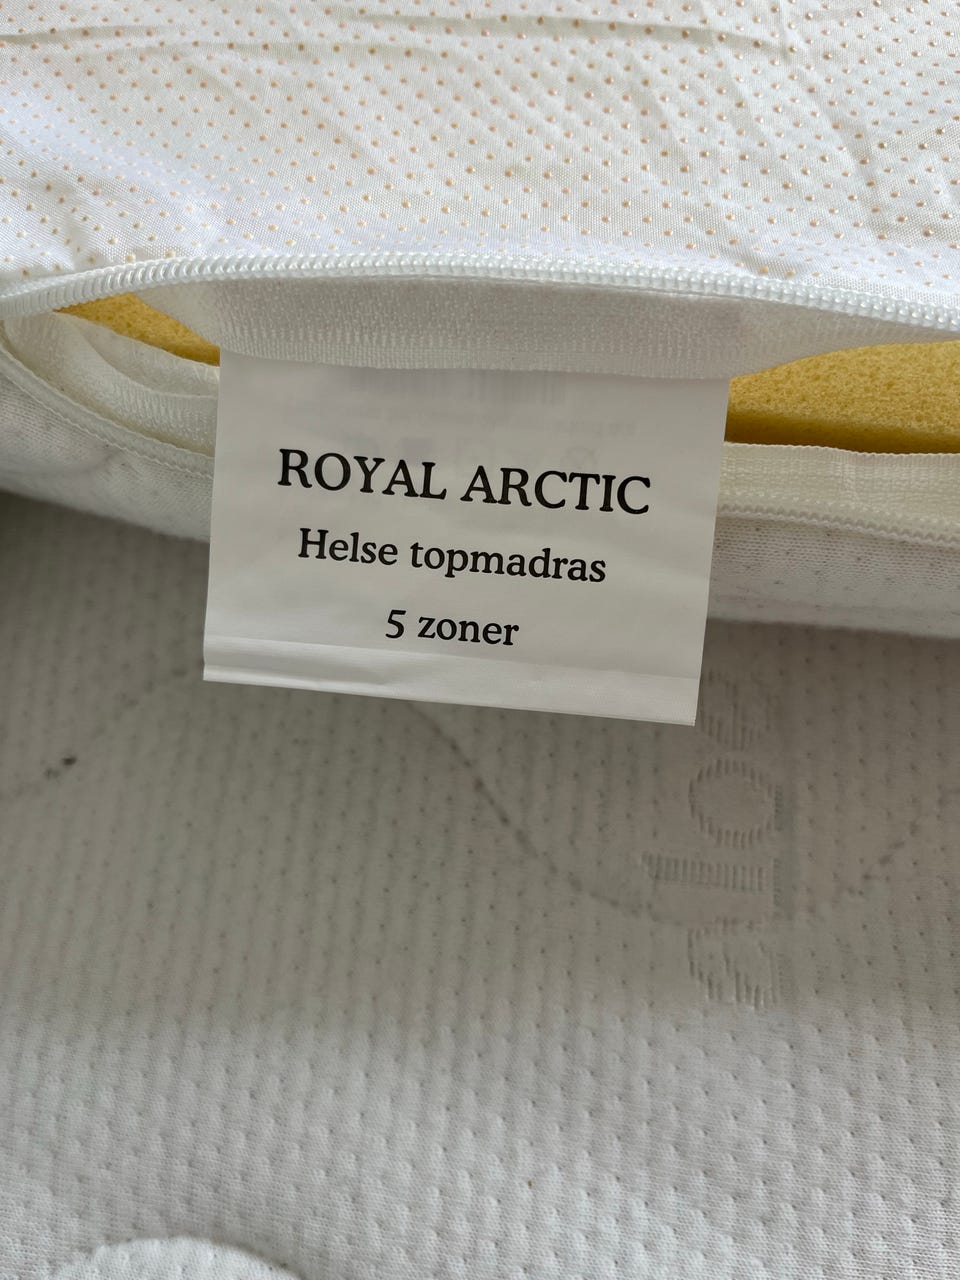 ROYAL ARCTIC
Helse topmadras
5 zoner